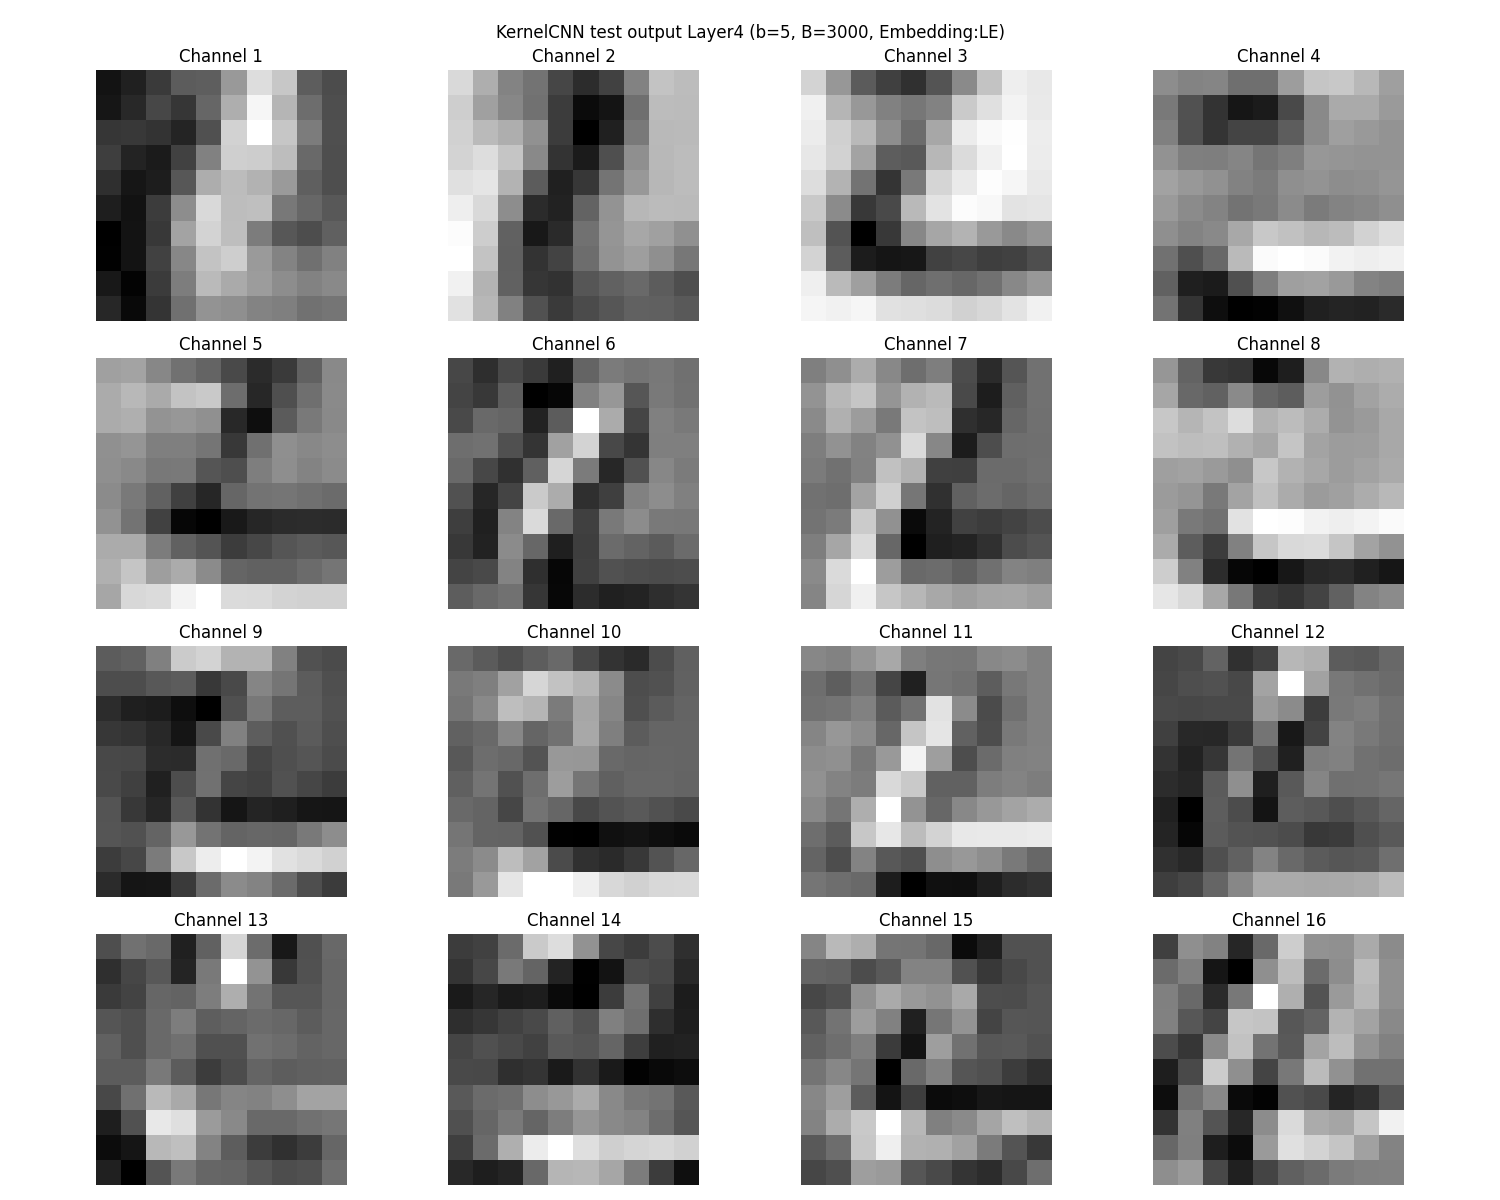 KernelCNN test output Layer4 (b=5, B=3000, Embedding:LE)
Channel 1
Channel 2
Channel 3
Channel 4
Channel 5
Channel 6
Channel 7
Channel 8
Channel 9
Channel 10
Channel 11
Channel 12
Channel 13
Channel 14
Channel 15
Channel 16